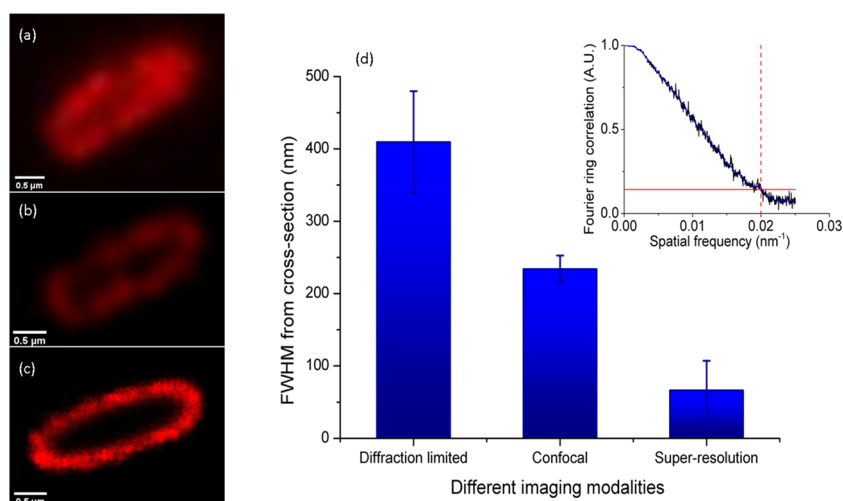 (a)
0.5 µm
(b)
0.5 µm
(c)
0.5 µm
(d)
FWHM from cross-section (nm)
500
400
300
200
100
0
Diffraction limited Confocal Super-resolution
Different imaging modalities
Fourier ring correlation (A.U.)
1.0
0.5
0.0
0.00 0.01 0.02 0.03
Spatial frequency (nm⁻¹)